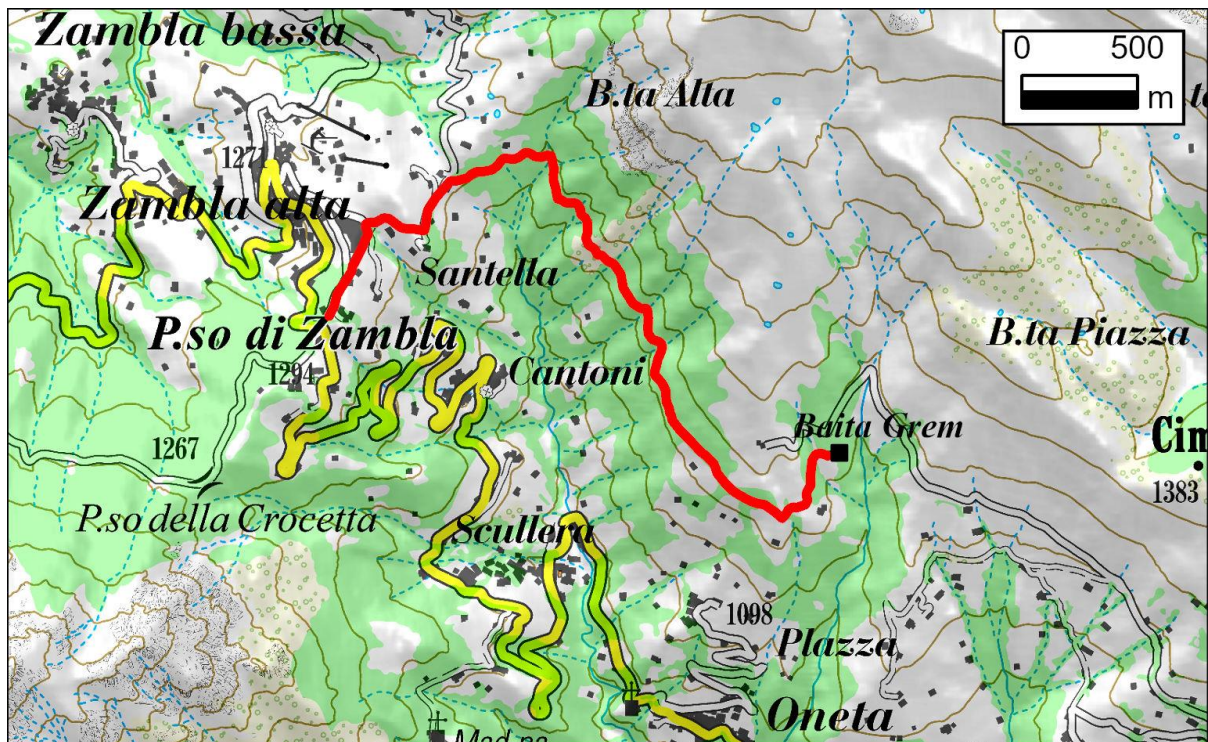 Zambla bassa
0 500
m
B.ta Alta
1271
Zambla alta
Santella
P.so di Zambla
B.ta Piazza
1294
Cantoni
Baita Grem
Cim
1267
1383
P.so della Crocetta
Scullera
1098
Plazza
Oneta